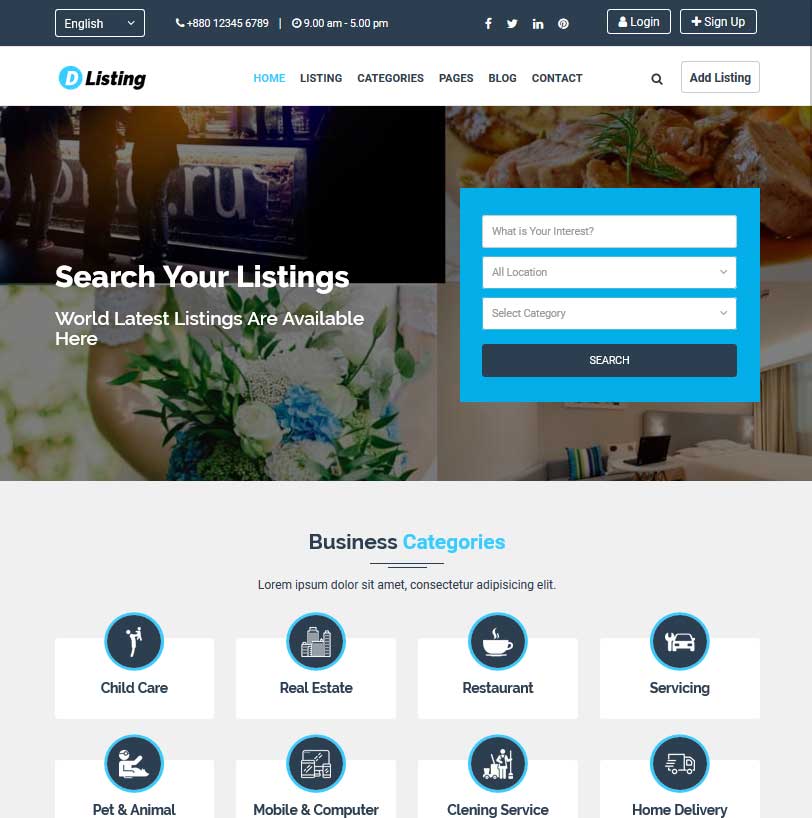 English
+880 12345 6789 | 9.00 am - 5.00 pm
Login
Sign Up
D Listing
HOME LISTING CATEGORIES PAGES BLOG CONTACT
Add Listing
.ru
Search Your Listings
World Latest Listings Are Available
Here
What is Your Interest?
All Location
Select Category
SEARCH
Business Categories
Lorem ipsum dolor sit amet, consectetur adipisicing elit.
Child Care
Real Estate
Restaurant
Servicing
Pet & Animal
Mobile & Computer
Clening Service
Home Delivery